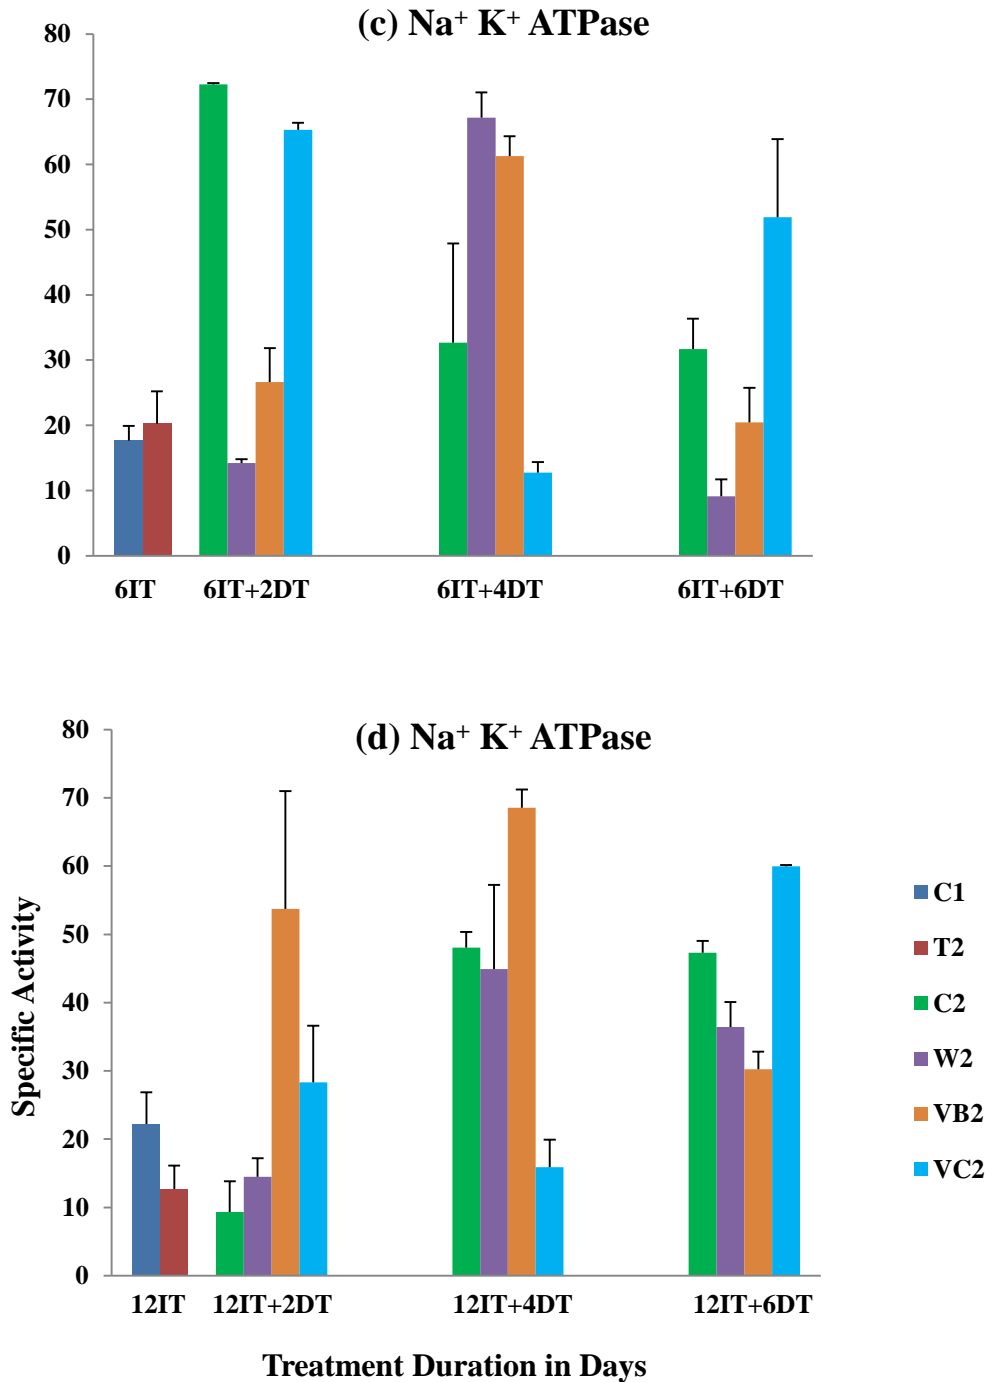 (c) Na⁺ K⁺ ATPase
80
70
60
50
40
30
20
10
0
6IT 6IT+2DT 6IT+4DT 6IT+6DT
(d) Na⁺ K⁺ ATPase
80
70
60
50
40
30
20
10
0
Specific Activity
12IT 12IT+2DT 12IT+4DT 12IT+6DT
Treatment Duration in Days
C1
T2
C2
W2
VB2
VC2